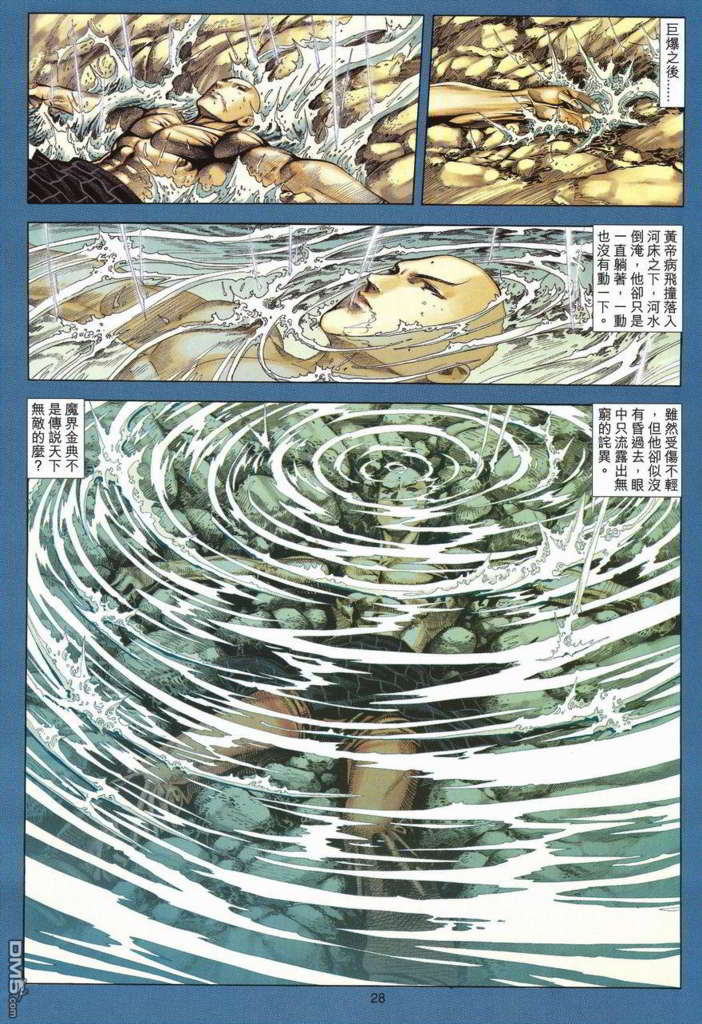 巨爆之後……
黃帝病飛撞落入
河床之下，河水
倒淹，他卻只是
一直躺著，一動
也沒有動一下。
雖然受傷不輕
，但他卻似沒
有昏過去，眼
中只流露出無
窮的詫異。
魔界金典不
是傳説天下
無敵的麼？
28
DM5.com